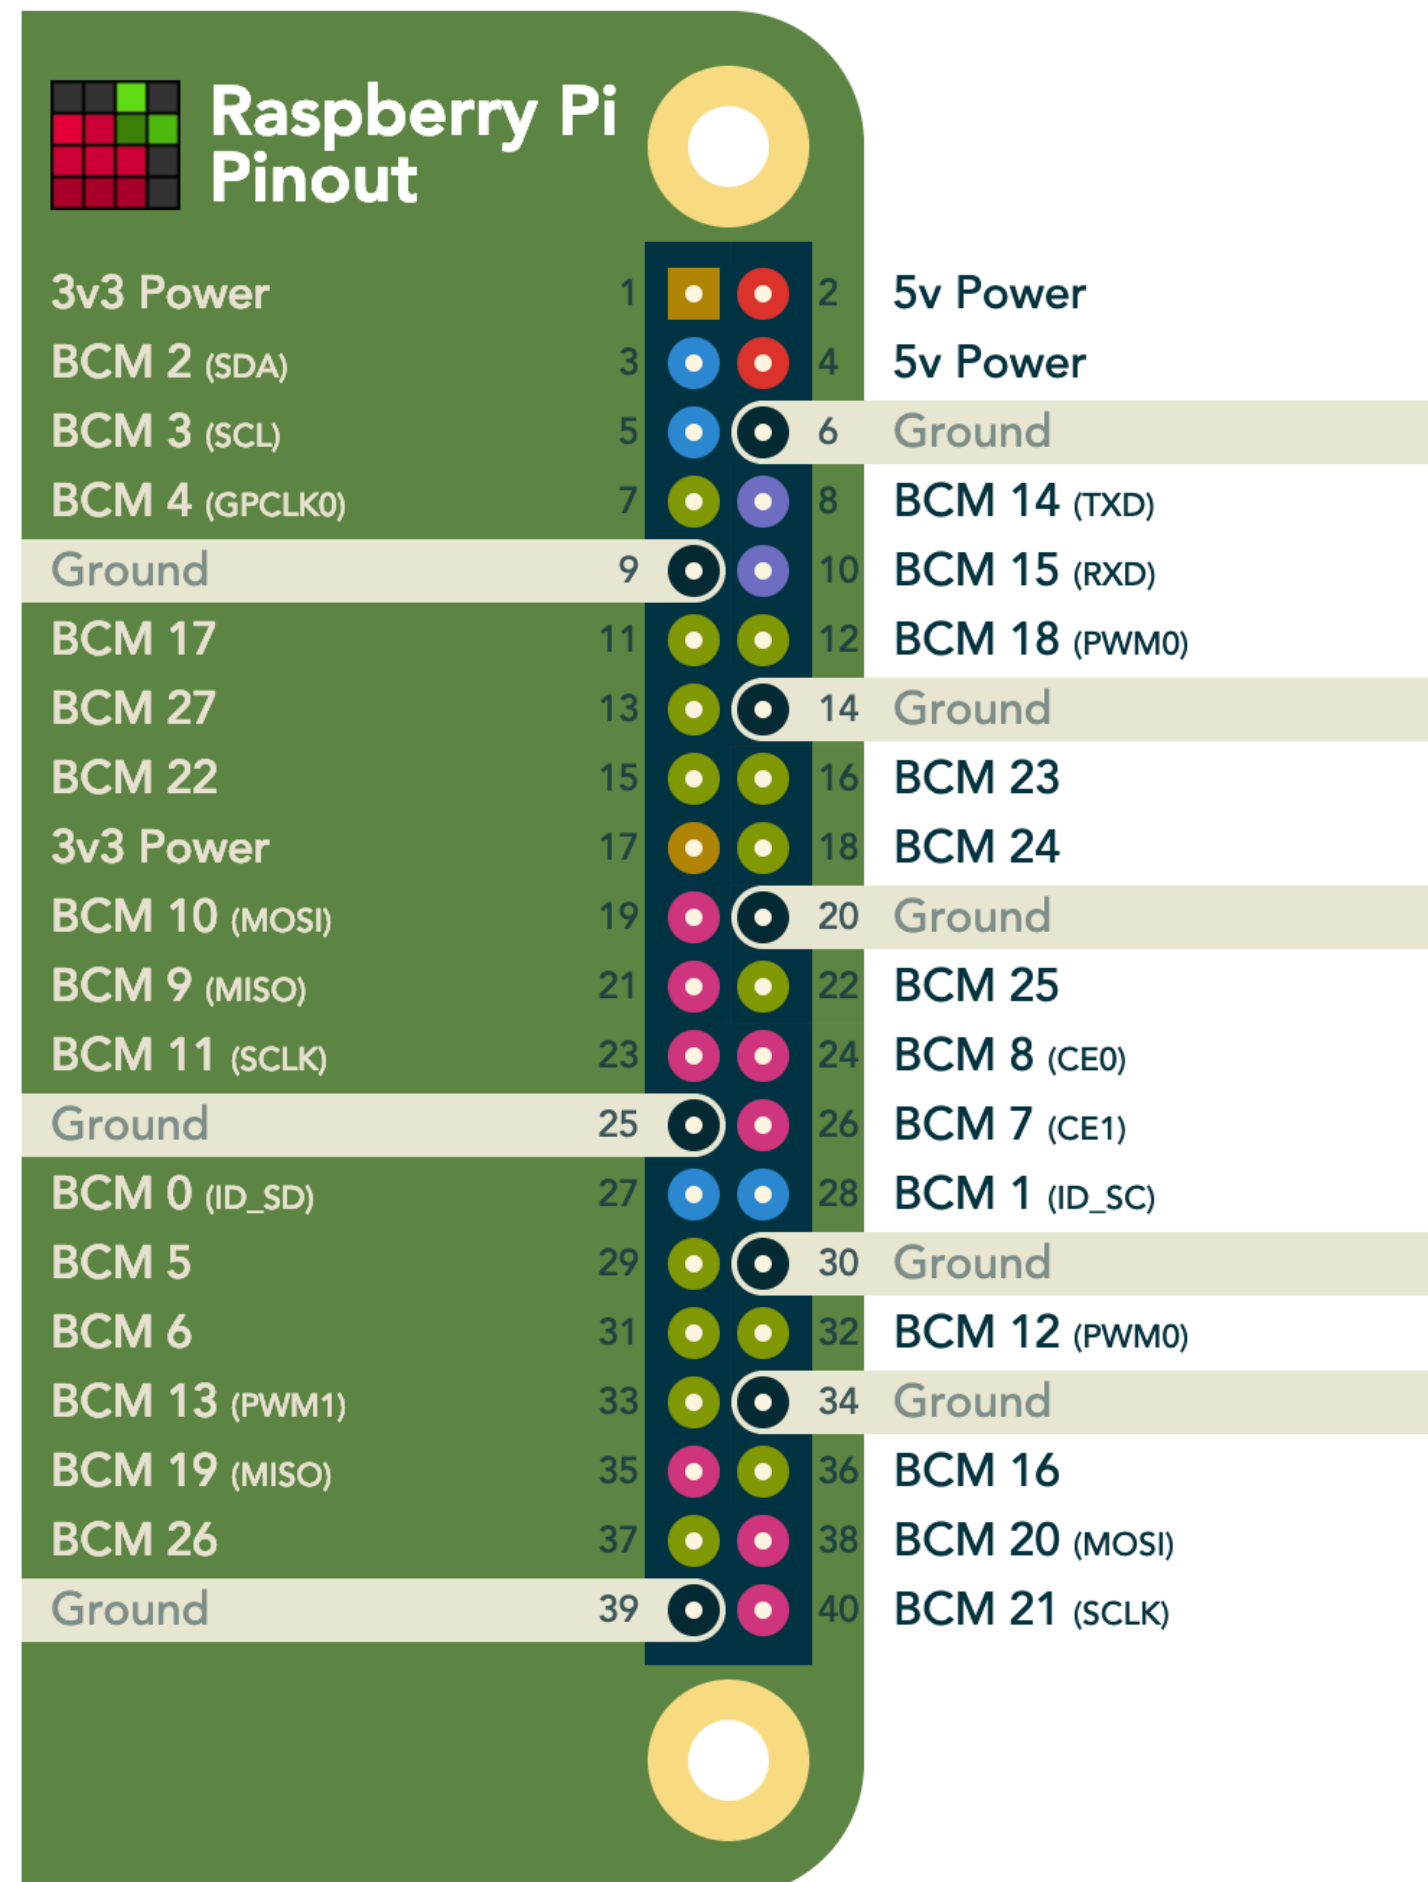 Raspberry Pi
Pinout
3v3 Power 1 2 5v Power
BCM 2 (SDA) 3 4 5v Power
BCM 3 (SCL) 5 6 Ground
BCM 4 (GPCLK0) 7 8 BCM 14 (TXD)
Ground 9 10 BCM 15 (RXD)
BCM 17 11 12 BCM 18 (PWM0)
BCM 27 13 14 Ground
BCM 22 15 16 BCM 23
3v3 Power 17 18 BCM 24
BCM 10 (MOSI) 19 20 Ground
BCM 9 (MISO) 21 22 BCM 25
BCM 11 (SCLK) 23 24 BCM 8 (CE0)
Ground 25 26 BCM 7 (CE1)
BCM 0 (ID_SD) 27 28 BCM 1 (ID_SC)
BCM 5 29 30 Ground
BCM 6 31 32 BCM 12 (PWM0)
BCM 13 (PWM1) 33 34 Ground
BCM 19 (MISO) 35 36 BCM 16
BCM 26 37 38 BCM 20 (MOSI)
Ground 39 40 BCM 21 (SCLK)